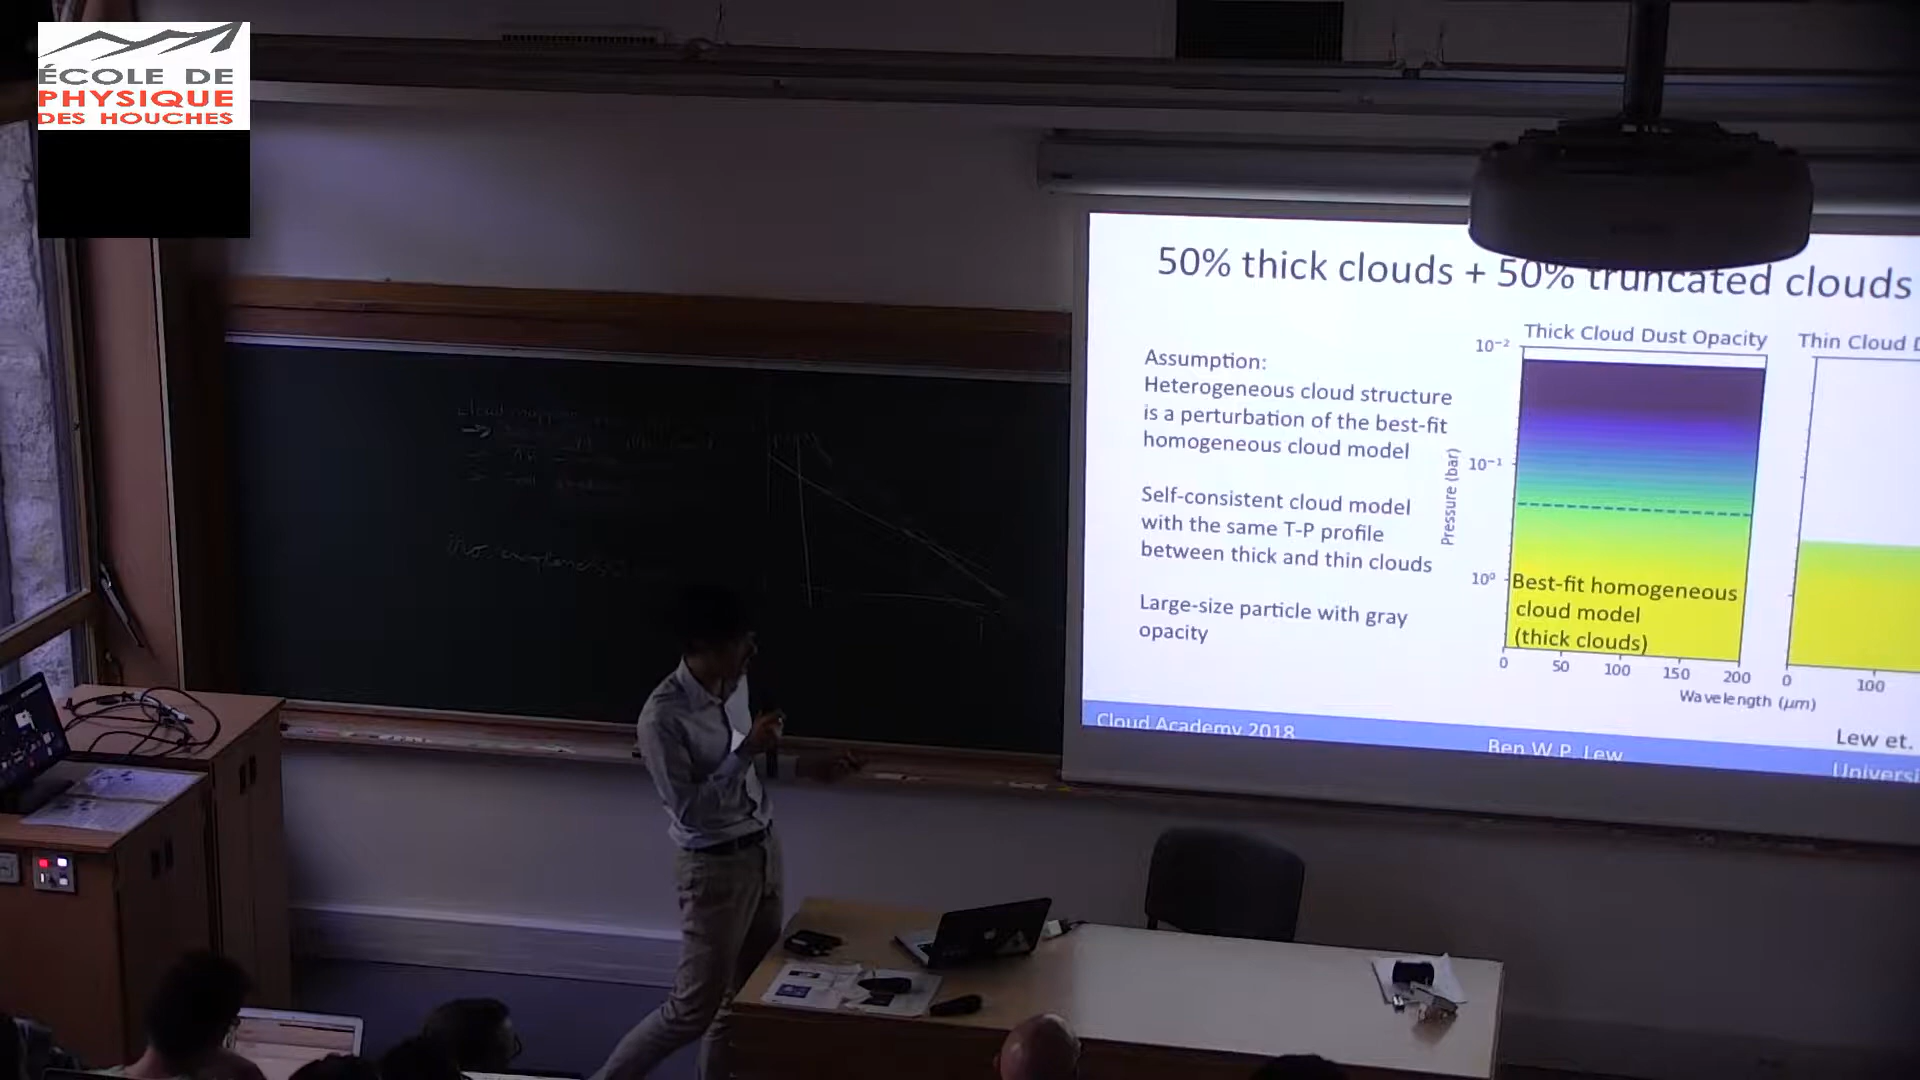 ÉCOLE DE
PHYSIQUE
DES HOUCHES
50% thick clouds + 50% truncated clouds
Assumption:
Heterogeneous cloud structure
is a perturbation of the best-fit
homogeneous cloud model
Self-consistent cloud model
with the same T-P profile
between thick and thin clouds
Large-size particle with gray
opacity
Thick Cloud Dust Opacity
Pressure (bar)
10⁻²
10⁻¹
10⁰
Best-fit homogeneous
cloud model
(thick clouds)
0 50 100 150 200
Wavelength (μm)
Thin Cloud
0 100
Lew et.
Cloud Academy 2018
Ben W.P. Lew
Universi